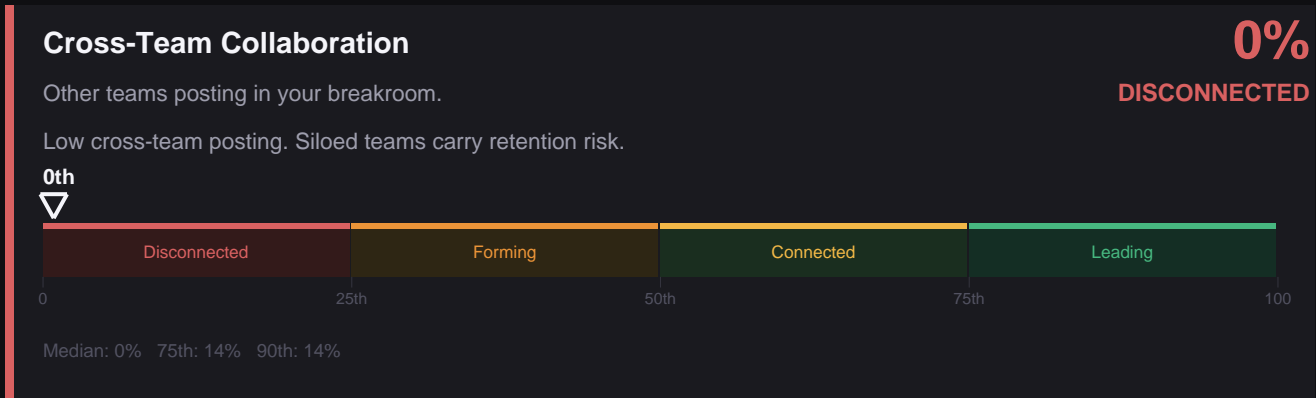 Cross-Team Collaboration
0%
Other teams posting in your breakroom.
DISCONNECTED
Low cross-team posting. Siloed teams carry retention risk.
0th
Disconnected
Forming
Connected
Leading
0
25th
50th
75th
100
Median: 0% 75th: 14% 90th: 14%